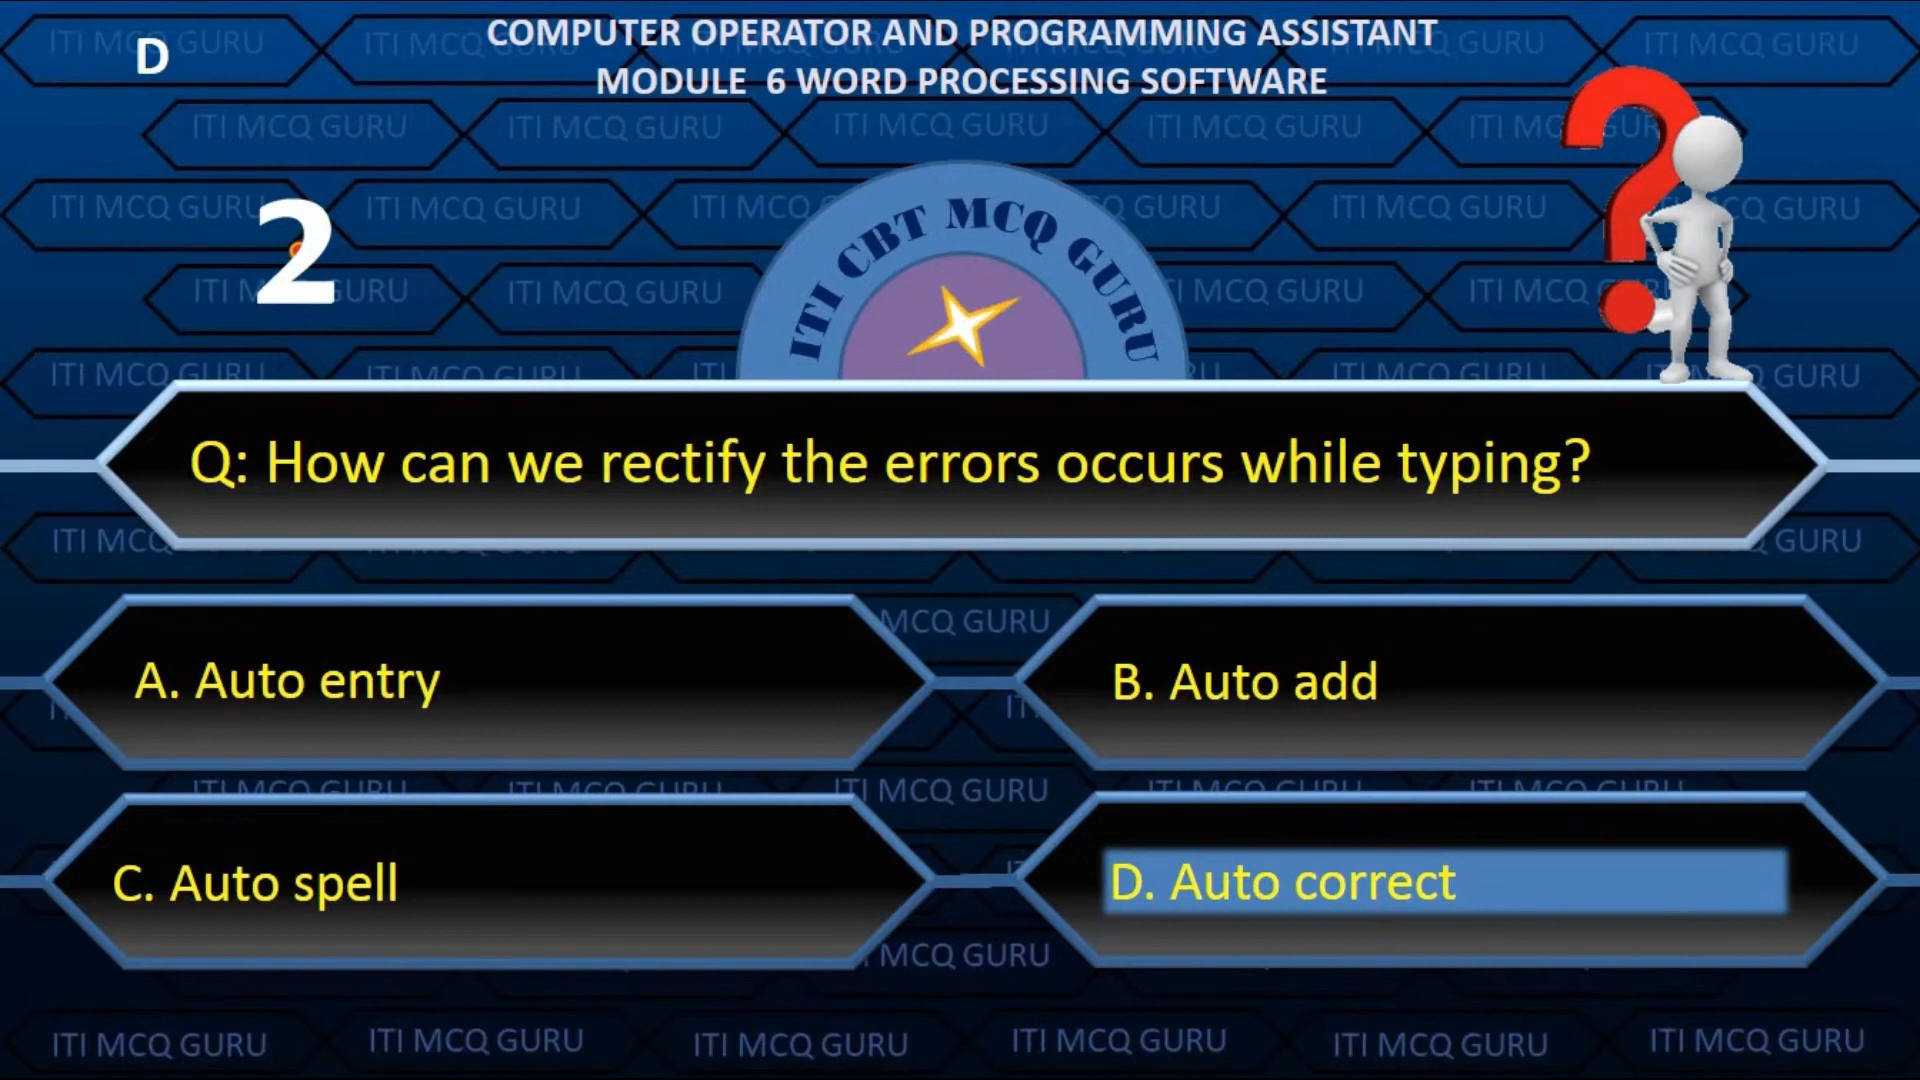 D
COMPUTER OPERATOR AND PROGRAMMING ASSISTANT
MODULE 6 WORD PROCESSING SOFTWARE
2
ITI CBT MCQ GURU
Q: How can we rectify the errors occurs while typing?
A. Auto entry
B. Auto add
C. Auto spell
D. Auto correct
ITI MCQ GURU ITI MCQ GURU ITI MCQ GURU ITI MCQ GURU ITI MCQ GURU ITI MCQ GURU